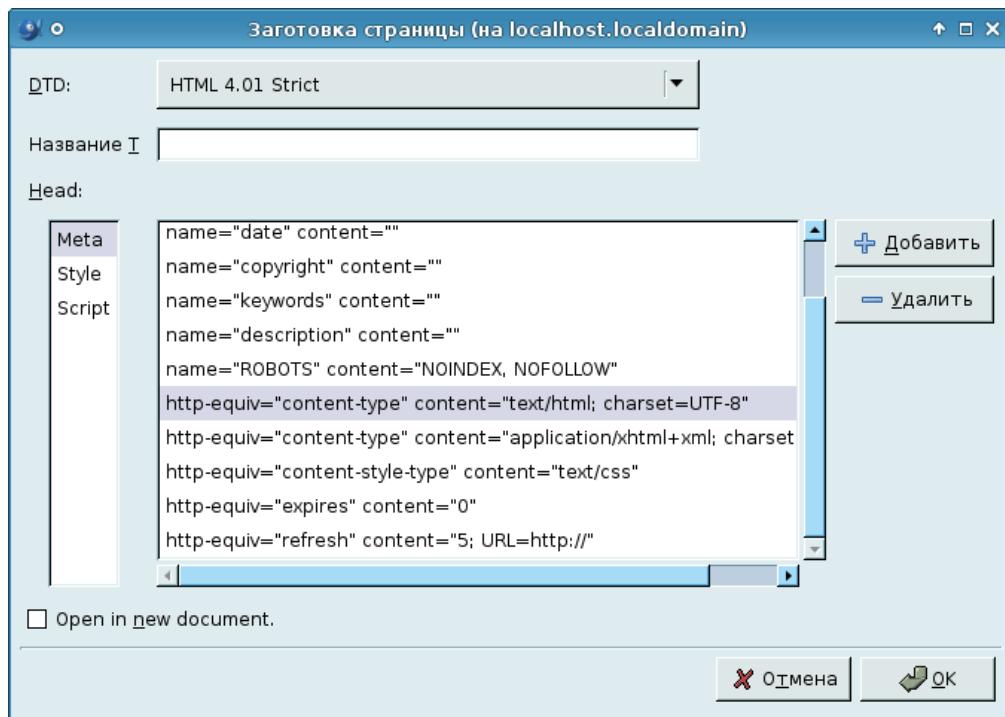 Заготовка страницы (на localhost.localdomain)
DTD:
HTML 4.01 Strict
Название T
Head:
Meta
Style
Script
name="date" content=""
name="copyright" content=""
name="keywords" content=""
name="description" content=""
name="ROBOTS" content="NOINDEX, NOFOLLOW"
http-equiv="content-type" content="text/html; charset=UTF-8"
http-equiv="content-type" content="application/xhtml+xml; charset
http-equiv="content-style-type" content="text/css"
http-equiv="expires" content="0"
http-equiv="refresh" content="5; URL=http://"
Добавить
Удалить
Open in new document.
Отмена
OK